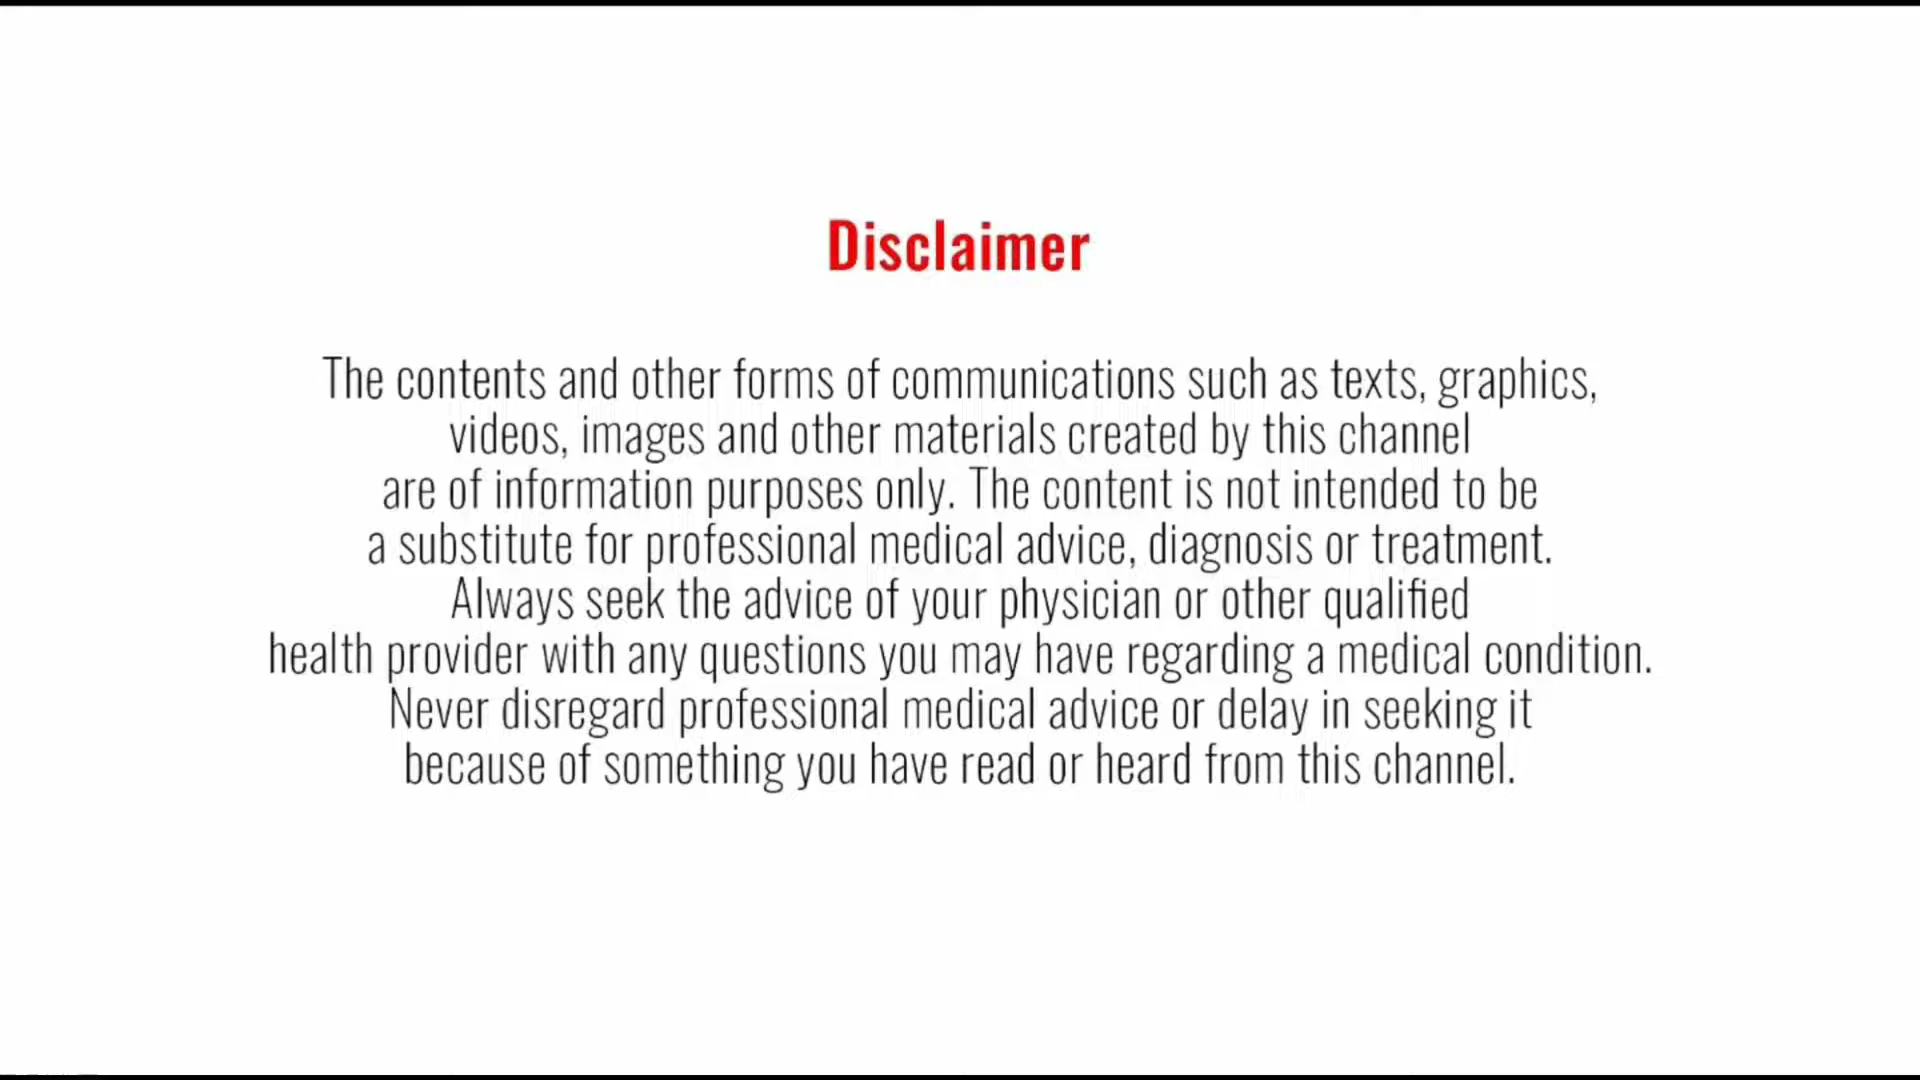 Disclaimer
The contents and other forms of communications such as texts, graphics,
videos, images and other materials created by this channel
are of information purposes only. The content is not intended to be
a substitute for professional medical advice, diagnosis or treatment.
Always seek the advice of your physician or other qualified
health provider with any questions you may have regarding a medical condition.
Never disregard professional medical advice or delay in seeking it
because of something you have read or heard from this channel.